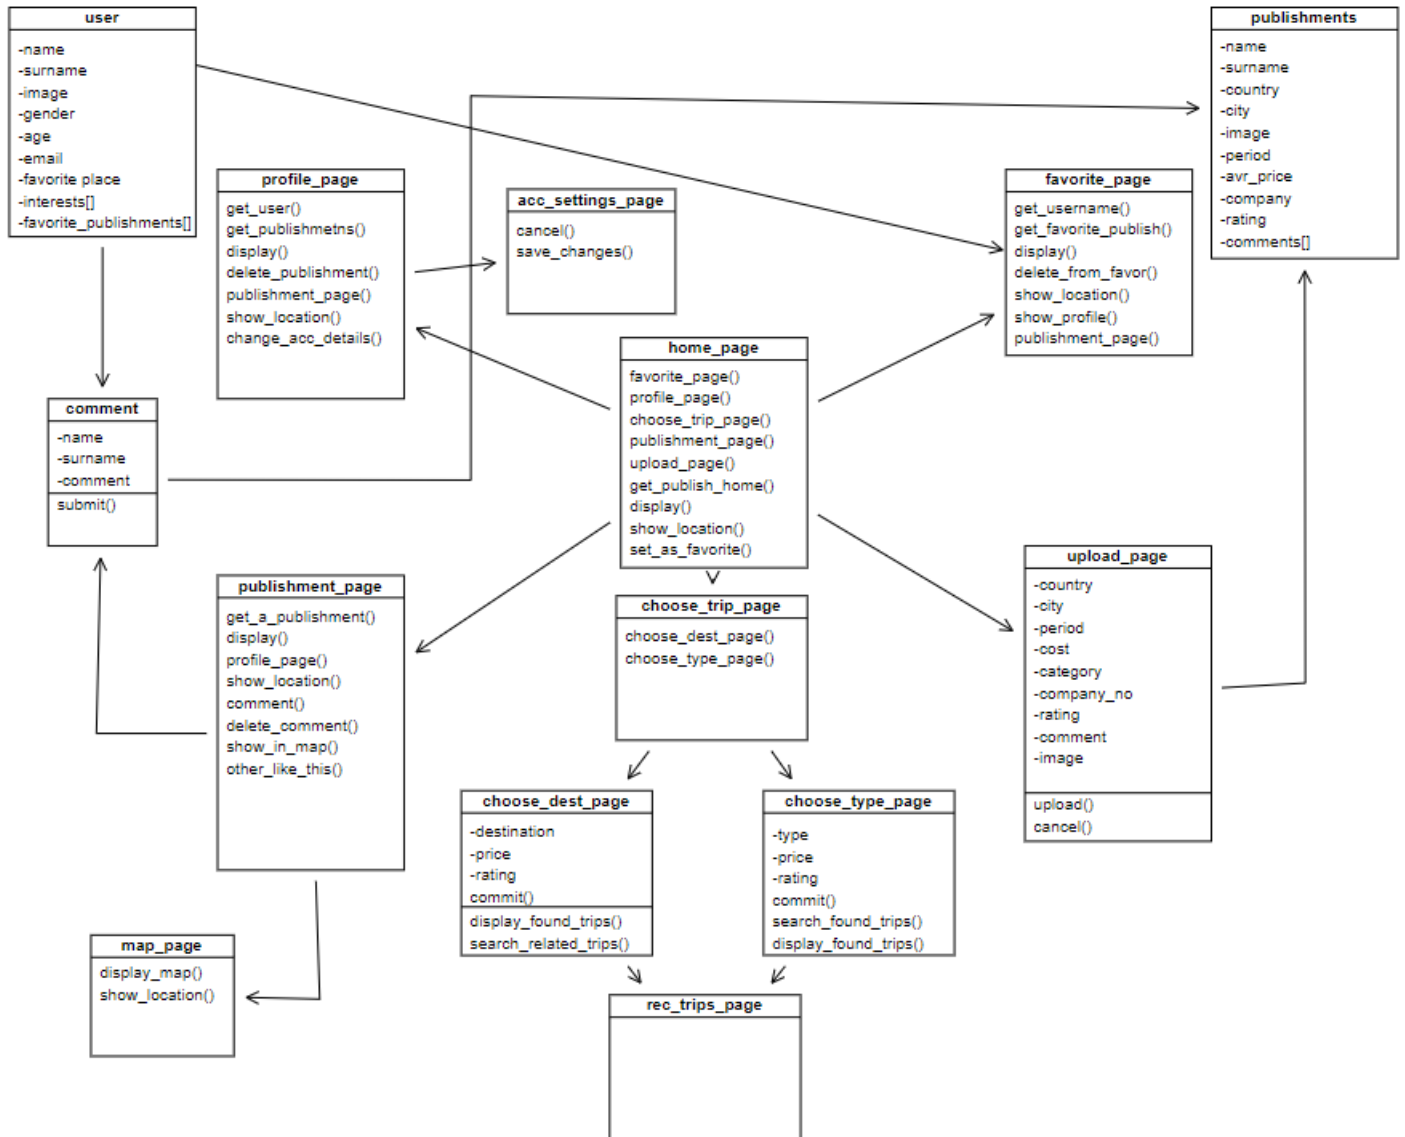 user
-name
-surname
-image
-gender
-age
-email
-favorite place
-interests[]
-favorite_publishments[]
publishments
-name
-surname
-country
-city
-image
-period
-avr_price
-company
-rating
-comments[]
profile_page
get_user()
get_publishmetns()
display()
delete_publishment()
publishment_page()
show_location()
change_acc_details()
acc_settings_page
cancel()
save_changes()
favorite_page
get_username()
get_favorite_publish()
display()
delete_from_favor()
show_location()
show_profile()
publishment_page()
home_page
favorite_page()
profile_page()
choose_trip_page()
publishment_page()
upload_page()
get_publish_home()
display()
show_location()
set_as_favorite()
comment
-name
-surname
-comment
submit()
publishment_page
get_a_publishment()
display()
profile_page()
show_location()
comment()
delete_comment()
show_in_map()
other_like_this()
choose_trip_page
choose_dest_page()
choose_type_page()
upload_page
-country
-city
-period
-cost
-category
-company_no
-rating
-comment
-image
upload()
cancel()
choose_dest_page
-destination
-price
-rating
commit()
display_found_trips()
search_related_trips()
choose_type_page
-type
-price
-rating
commit()
search_found_trips()
display_found_trips()
map_page
display_map()
show_location()
rec_trips_page